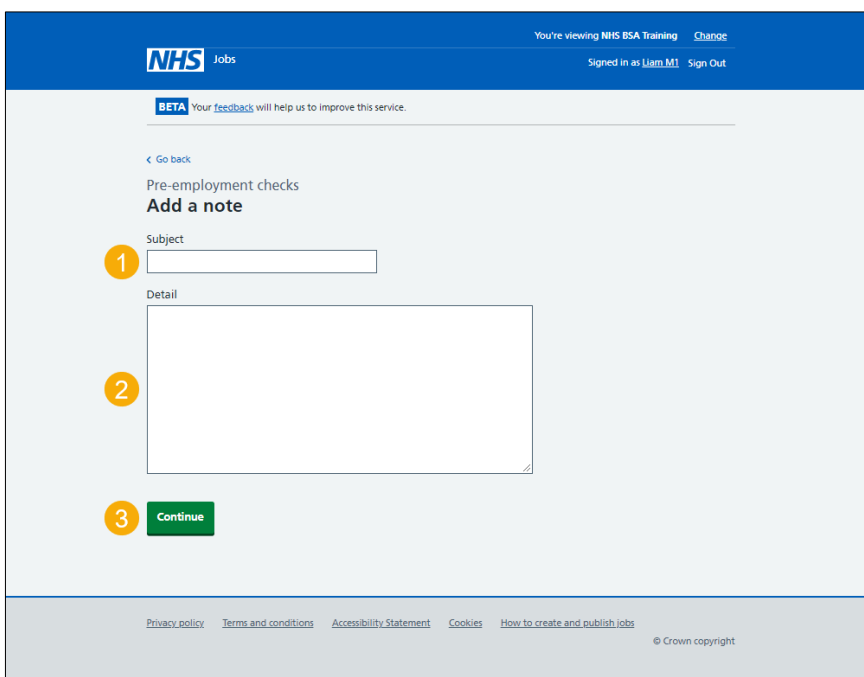 You're viewing NHS BSA Training Change
NHS Jobs
Signed in as Liam M1 Sign Out
BETA Your feedback will help us to improve this service.
Go back
Pre-employment checks
Add a note
Subject
1
Detail
2
3 Continue
Privacy policy Terms and conditions Accessibility Statement Cookies How to create and publish jobs
© Crown copyright